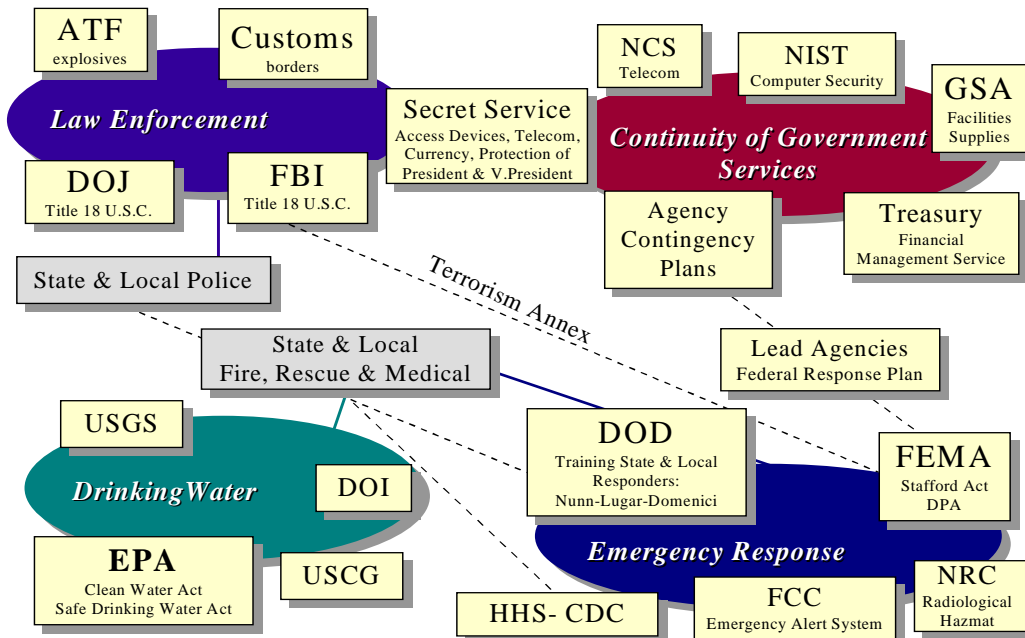 ATF
explosives
Customs
borders
Law Enforcement
DOJ
Title 18 U.S.C.
FBI
Title 18 U.S.C.
Secret Service
Access Devices, Telecom,
Currency, Protection of
President & V.President
NCS
Telecom
NIST
Computer Security
GSA
Facilities
Supplies
Continuity of Government
Services
Agency
Contingency
Plans
Treasury
Financial
Management Service
State & Local Police
Terrorism Annex
State & Local
Fire, Rescue & Medical
Lead Agencies
Federal Response Plan
USGS
DrinkingWater
DOI
EPA
Clean Water Act
Safe Drinking Water Act
USCG
DOD
Training State & Local
Responders:
Nunn-Lugar-Domenici
FEMA
Stafford Act
DPA
Emergency Response
HHS- CDC
FCC
Emergency Alert System
NRC
Radiological
Hazmat